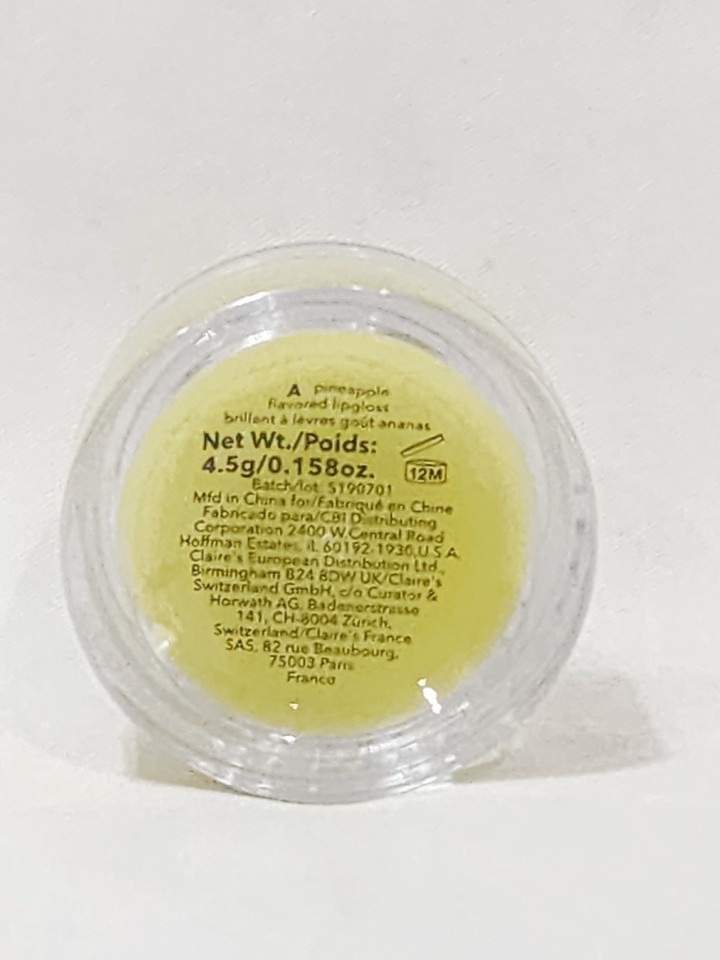 A pineapple
flavored lipgloss
brillant à lèvres goût ananas
Net Wt./Poids:
4.5g/0.158oz.
12M
Batch/lot: 5190701
Mfd in China for/Fabriqué en Chine
Fabricado para/CBI Distributing
Corporation 2400 W.Central Road
Hoffman Estates, IL 60192-1930,U.S.A.
Claire's European Distribution Ltd.,
Birmingham B24 8DW UK/Claire's
Switzerland GmbH, c/o Curator &
Horwath AG, Badenerstrasse
141, CH-8004 Zürich,
Switzerland/Claire's France
SAS, 82 rue Beaubourg,
75003 Paris
France